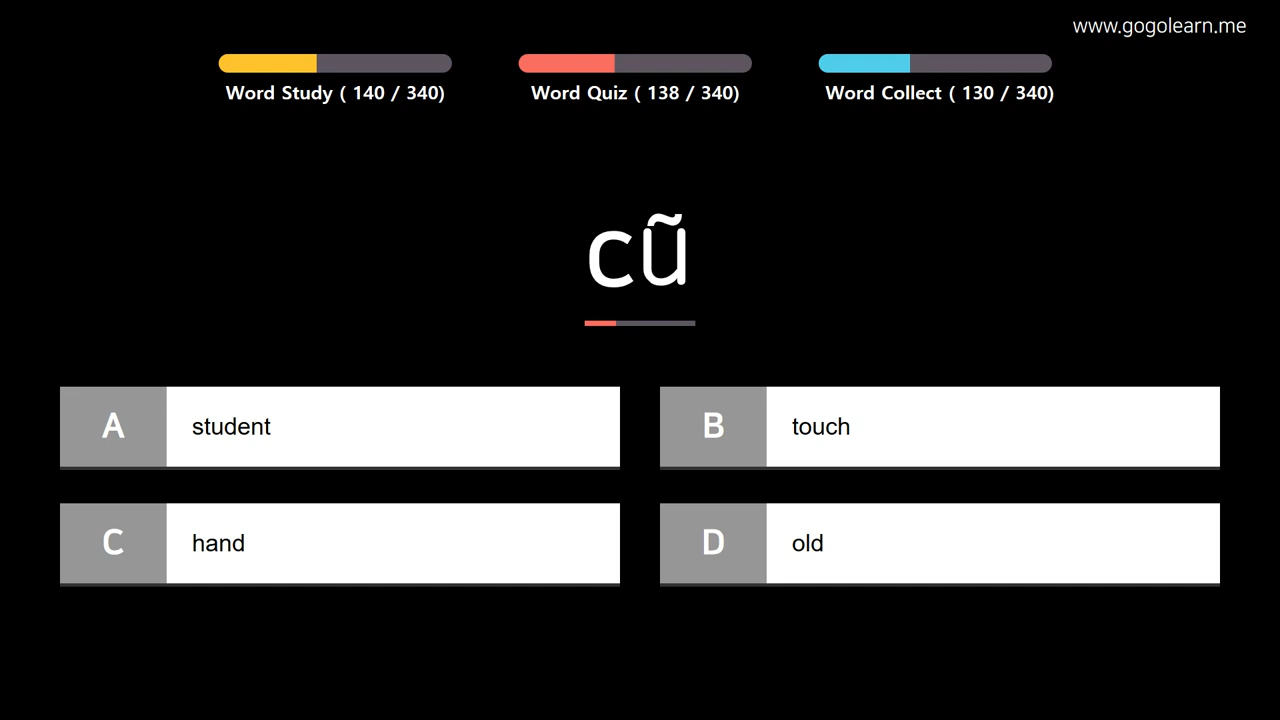 www.gogolearn.me
Word Study ( 140 / 340)
Word Quiz ( 138 / 340)
Word Collect ( 130 / 340)
cũ
A student
B touch
C hand
D old